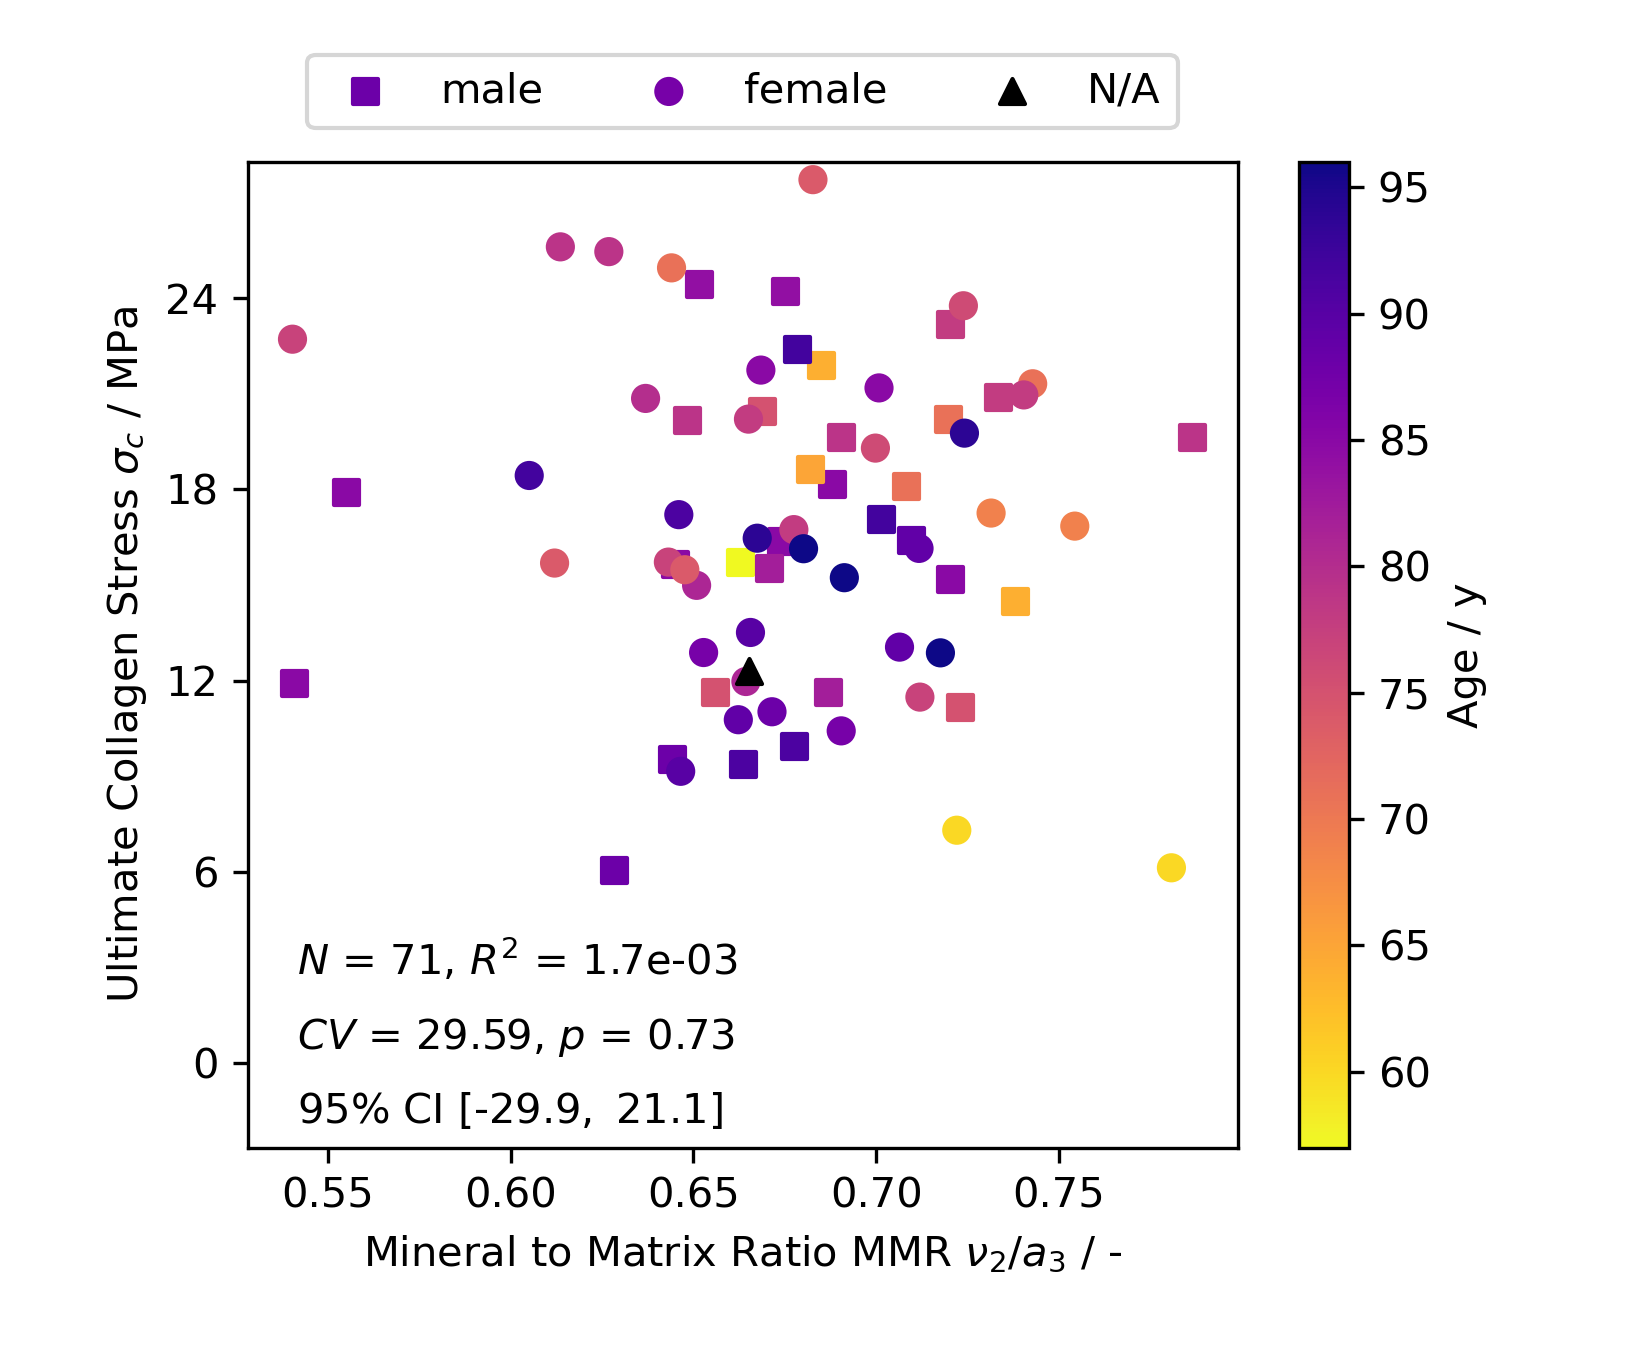 male female N/A
Ultimate Collagen Stress σc / MPa
24
18
12
6
0
N = 71, R² = 1.7e-03
CV = 29.59, p = 0.73
95% CI [-29.9, 21.1]
0.55 0.60 0.65 0.70 0.75
Mineral to Matrix Ratio MMR ν₂/a₃ / -
95
90
85
80
75
70
65
60
Age / y